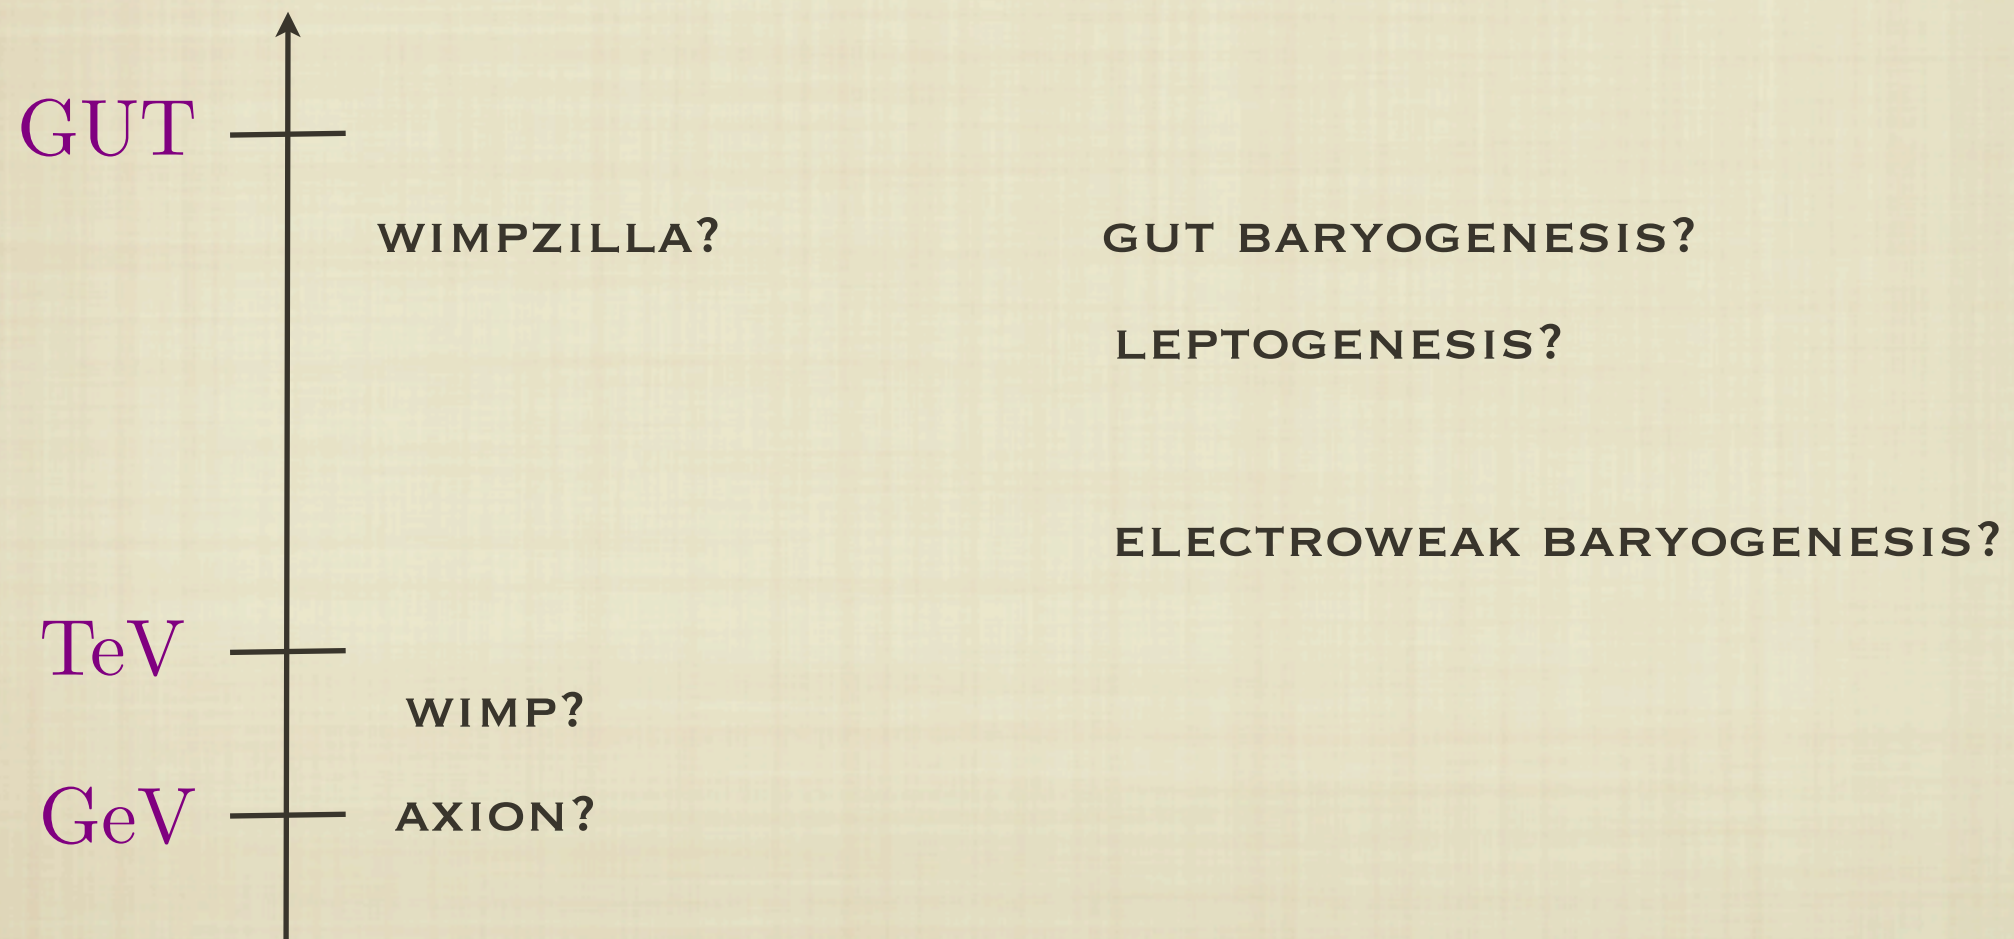 GUT
WIMPZILLA? GUT BARYOGENESIS?
LEPTOGENESIS?
ELECTROWEAK BARYOGENESIS?
TeV
WIMP?
GeV AXION?